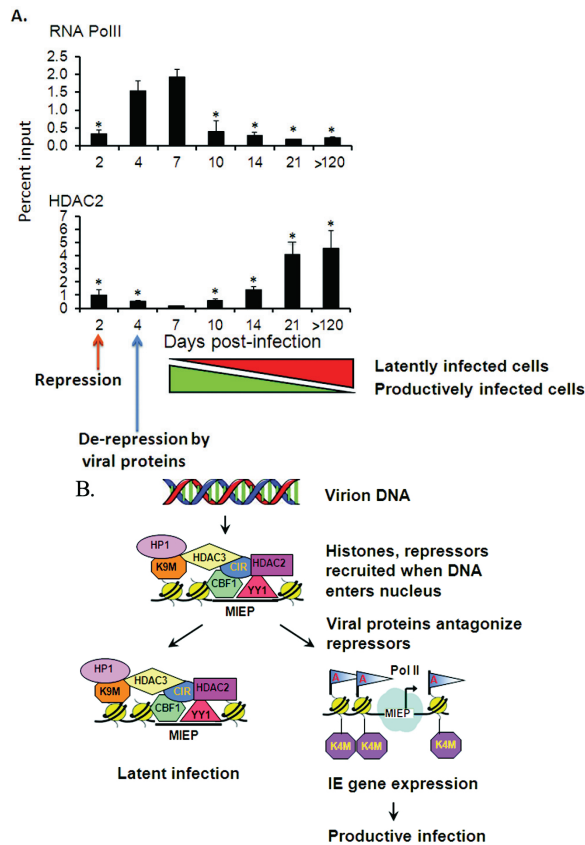 A.
RNA PolII
Percent input
2.5
2.0
1.5
1.0
0.5
0.0
* * * * *
2 4 7 10 14 21 >120
HDAC2
7
6
5
4
3
2
1
0
* * * * * *
2 4 7 10 14 21 >120
Days post-infection
Repression
Latently infected cells
Productively infected cells
De-repression by
viral proteins
B.
Virion DNA
HP1
K9M
HDAC3
CIR
HDAC2
CBF1
YY1
MIEP
Histones, repressors
recruited when DNA
enters nucleus
Viral proteins antagonize
repressors
HP1
K9M
HDAC3
CIR
HDAC2
CBF1
YY1
MIEP
Latent infection
A A A
Pol II
MIEP
K4M K4M K4M
IE gene expression
Productive infection